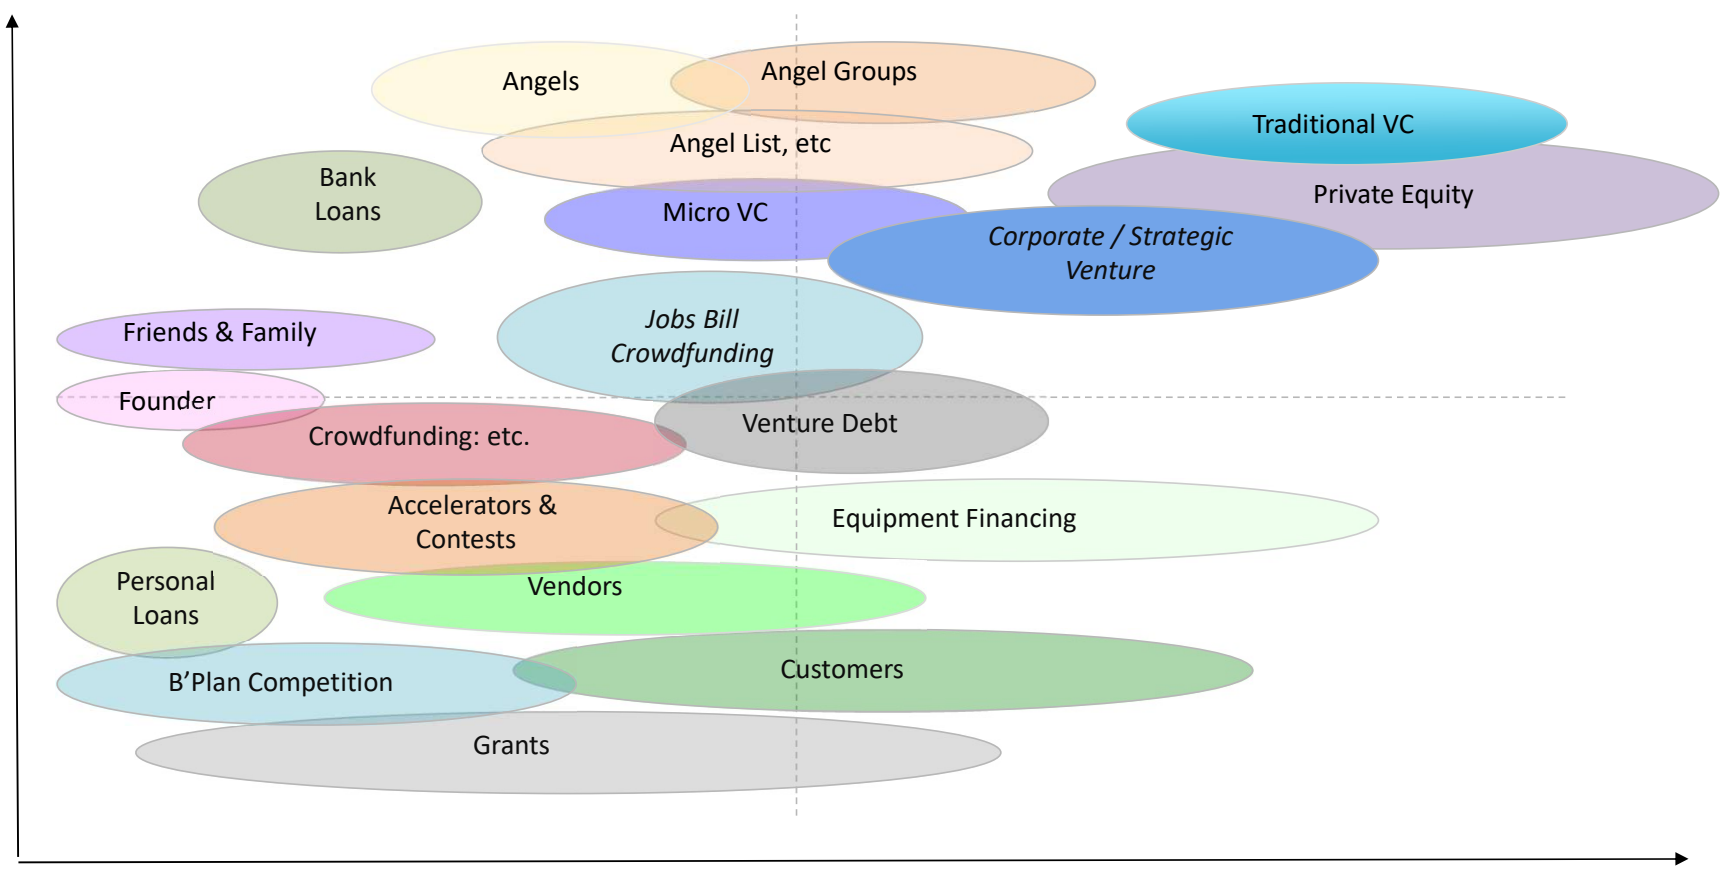 Angels
Angel Groups
Traditional VC
Angel List, etc
Bank
Loans
Private Equity
Micro VC
Corporate / Strategic
Venture
Friends & Family
Jobs Bill
Crowdfunding
Founder
Crowdfunding: etc.
Venture Debt
Accelerators &
Contests
Equipment Financing
Personal
Loans
Vendors
B’Plan Competition
Customers
Grants